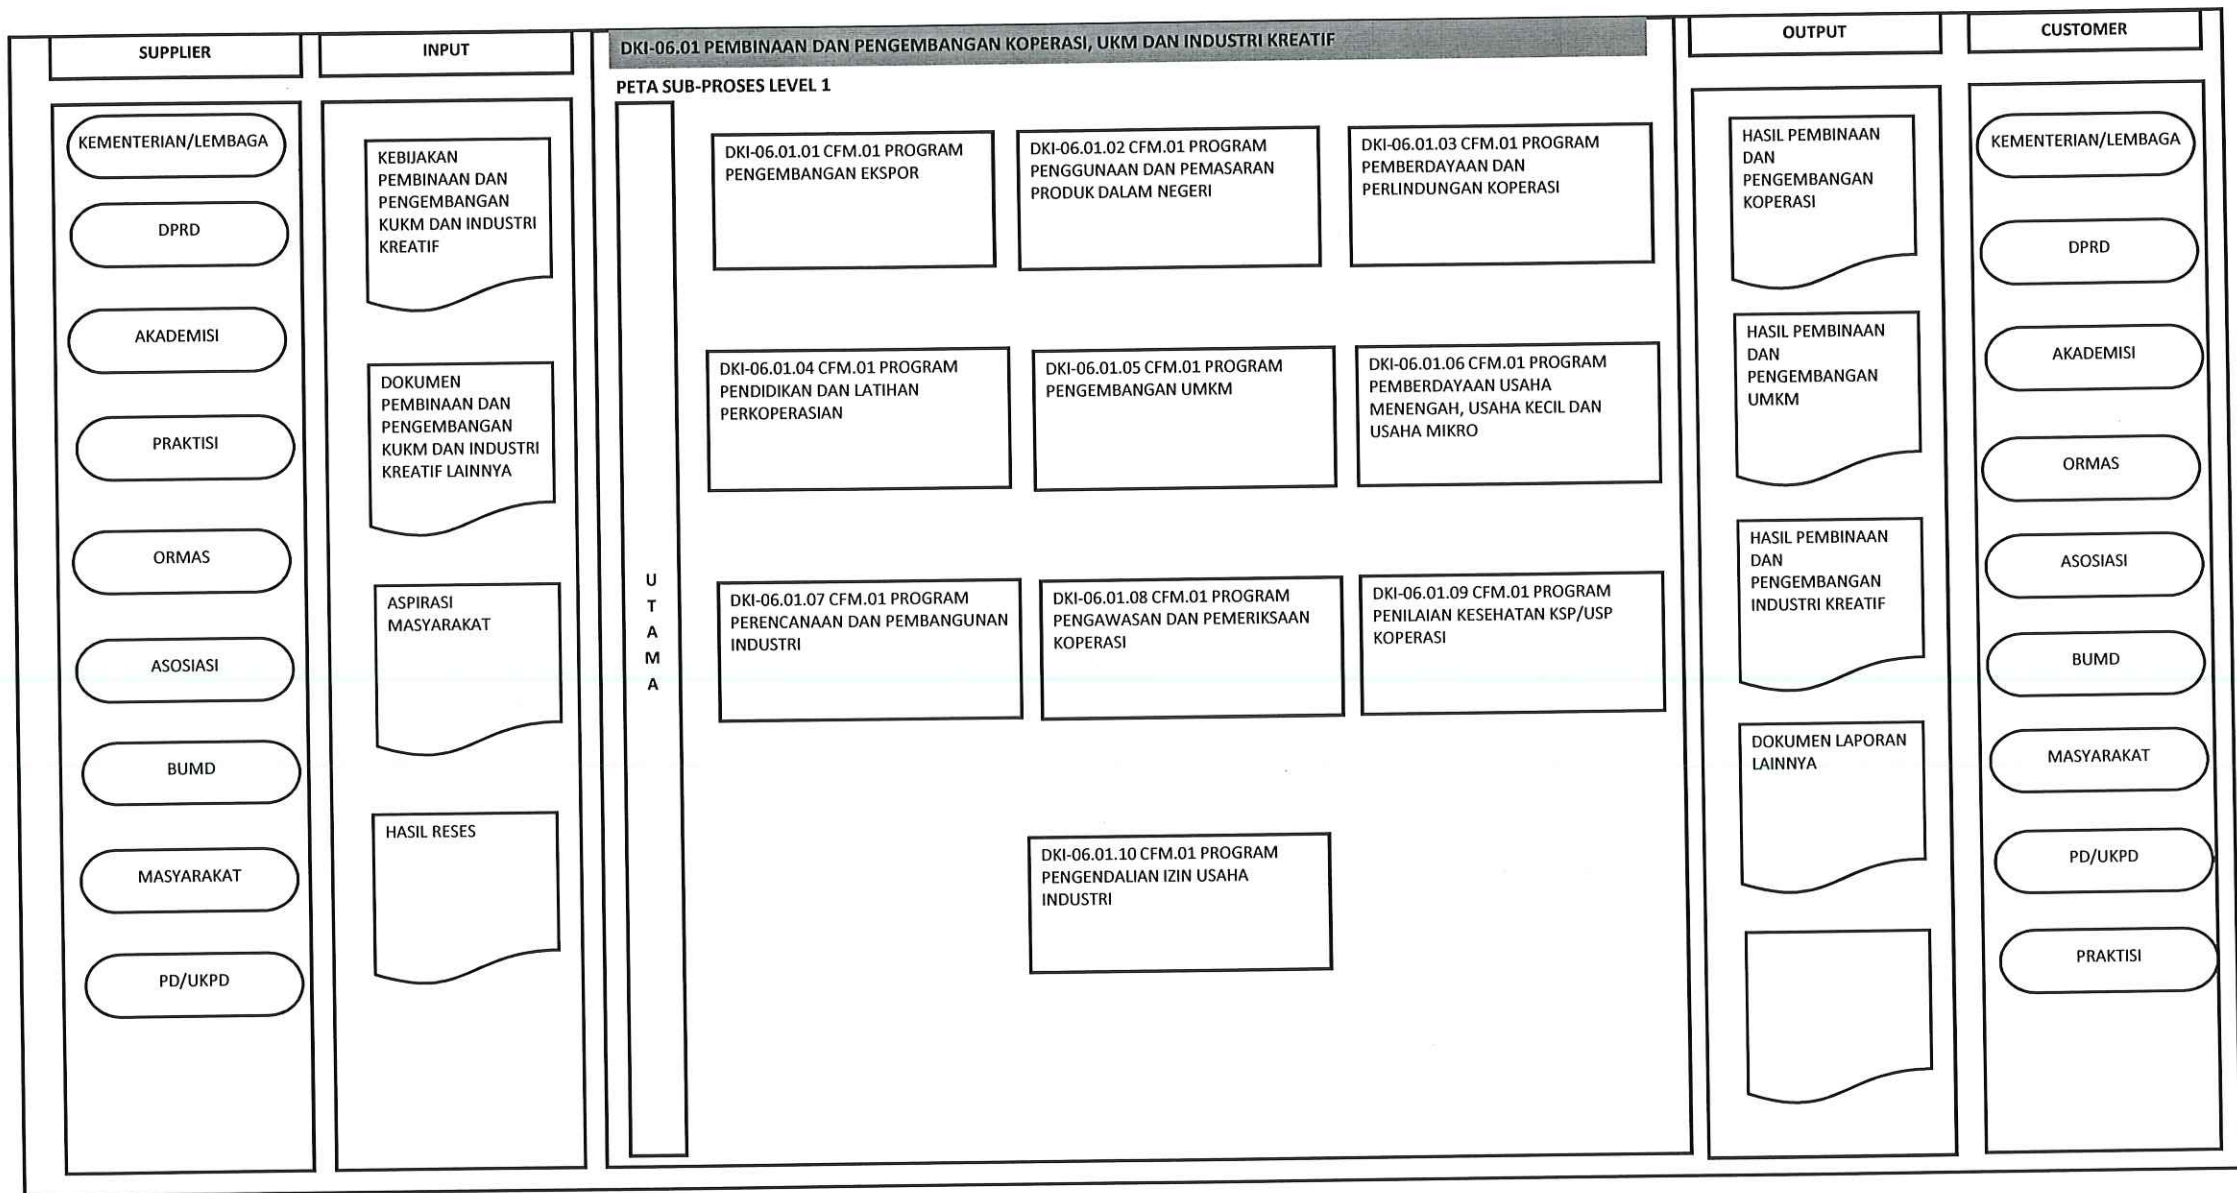 SUPPLIER
KEMENTERIAN/LEMBAGA
DPRD
AKADEMISI
PRAKTISI
ORMAS
ASOSIASI
BUMD
MASYARAKAT
PD/UKPD
INPUT
KEBIJAKAN
PEMBINAAN DAN
PENGEMBANGAN
KUKM DAN INDUSTRI
KREATIF
DOKUMEN
PEMBINAAN DAN
PENGEMBANGAN
KUKM DAN INDUSTRI
KREATIF LAINNYA
ASPIRASI
MASYARAKAT
HASIL RESES
DKI-06.01 PEMBINAAN DAN PENGEMBANGAN KOPERASI, UKM DAN INDUSTRI KREATIF
PETA SUB-PROSES LEVEL 1
U
T
A
M
A
DKI-06.01.01 CFM.01 PROGRAM
PENGEMBANGAN EKSPOR
DKI-06.01.02 CFM.01 PROGRAM
PENGGUNAAN DAN PEMASARAN
PRODUK DALAM NEGERI
DKI-06.01.03 CFM.01 PROGRAM
PEMBERDAYAAN DAN
PERLINDUNGAN KOPERASI
DKI-06.01.04 CFM.01 PROGRAM
PENDIDIKAN DAN LATIHAN
PERKOPERASIAN
DKI-06.01.05 CFM.01 PROGRAM
PENGEMBANGAN UMKM
DKI-06.01.06 CFM.01 PROGRAM
PEMBERDAYAAN USAHA
MENENGAH, USAHA KECIL DAN
USAHA MIKRO
DKI-06.01.07 CFM.01 PROGRAM
PERENCANAAN DAN PEMBANGUNAN
INDUSTRI
DKI-06.01.08 CFM.01 PROGRAM
PENGAWASAN DAN PEMERIKSAAN
KOPERASI
DKI-06.01.09 CFM.01 PROGRAM
PENILAIAN KESEHATAN KSP/USP
KOPERASI
DKI-06.01.10 CFM.01 PROGRAM
PENGENDALIAN IZIN USAHA
INDUSTRI
OUTPUT
HASIL PEMBINAAN
DAN
PENGEMBANGAN
KOPERASI
HASIL PEMBINAAN
DAN
PENGEMBANGAN
UMKM
HASIL PEMBINAAN
DAN
PENGEMBANGAN
INDUSTRI KREATIF
DOKUMEN LAPORAN
LAINNYA
CUSTOMER
KEMENTERIAN/LEMBAGA
DPRD
AKADEMISI
ORMAS
ASOSIASI
BUMD
MASYARAKAT
PD/UKPD
PRAKTISI